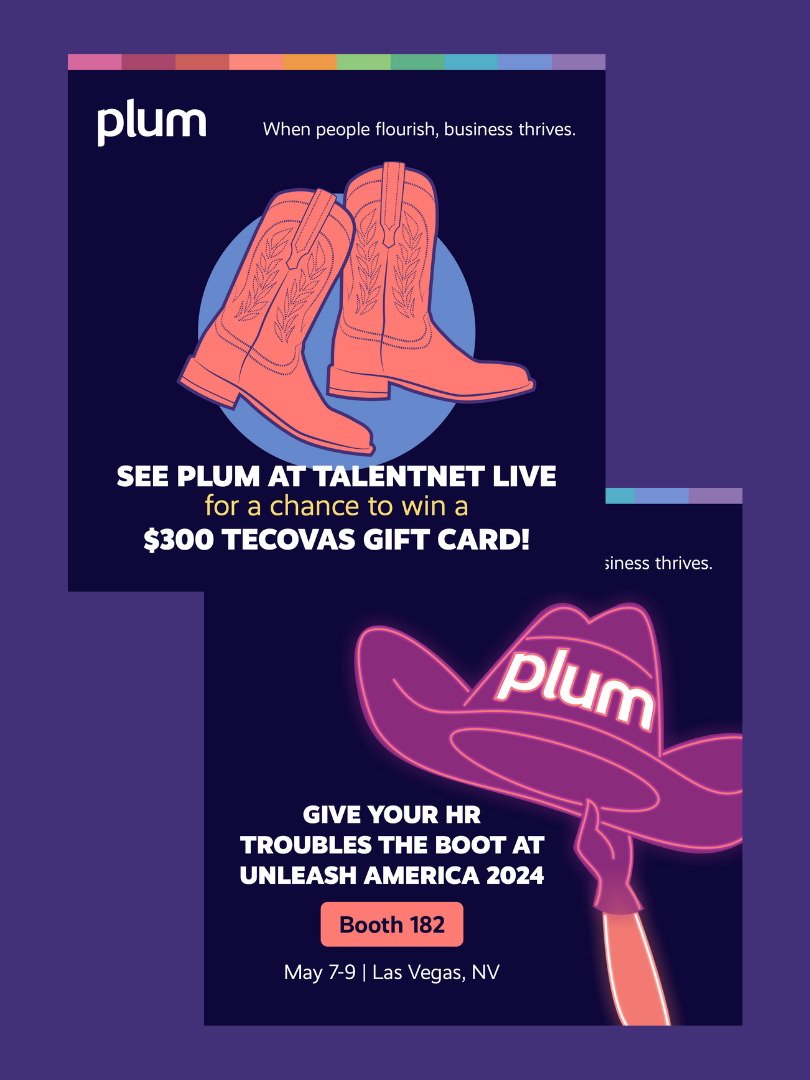 plum
When people flourish, business thrives.
SEE PLUM AT TALENTNET LIVE
for a chance to win a
$300 TECOVAS GIFT CARD!
siness thrives.
plum
GIVE YOUR HR
TROUBLES THE BOOT AT
UNLEASH AMERICA 2024
Booth 182
May 7-9 | Las Vegas, NV